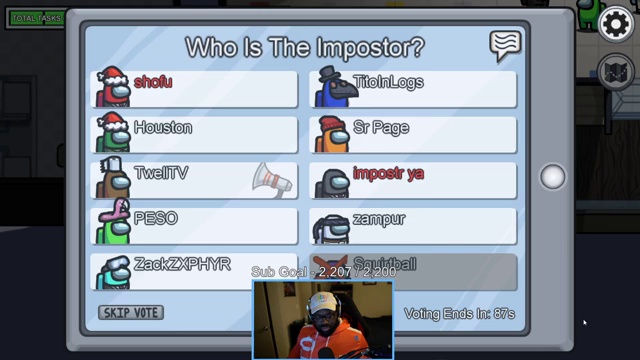 TOTAL TASKS
Who Is The Impostor?
shofu
TitoInLogs
Houston
Sr Page
TwellTV
impostr ya
PESO
zampur
ZackZXPHYR
Squirtball
Sub Goal - 2,207 / 2,200
SKIP VOTE
Voting Ends In: 87s